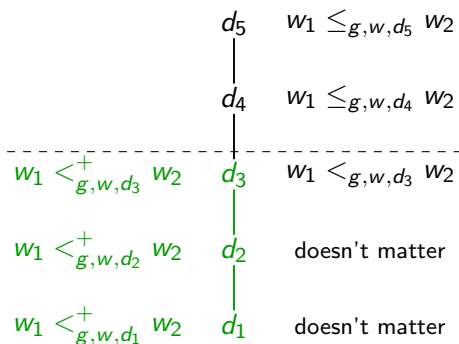 d₅ w₁ ≤g,w,d₅ w₂
d₄ w₁ ≤g,w,d₄ w₂
w₁ <⁺g,w,d₃ w₂ d₃ w₁ <g,w,d₃ w₂
w₁ <⁺g,w,d₂ w₂ d₂ doesn't matter
w₁ <⁺g,w,d₁ w₂ d₁ doesn't matter